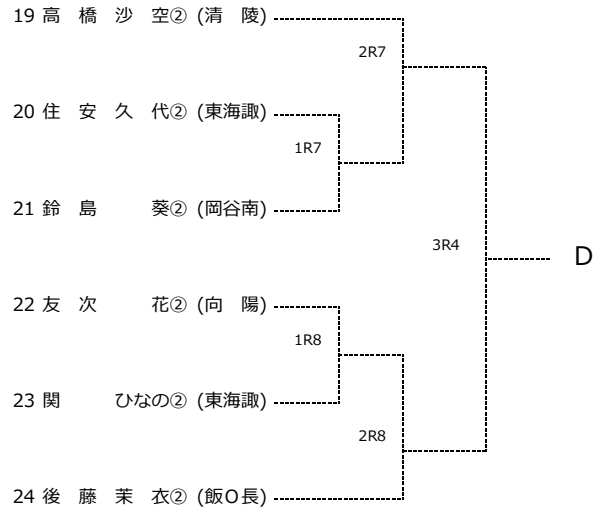 19 高 橋 沙 空② (清 陵)
2R7
20 住 安 久 代② (東海諏)
1R7
21 鈴 島 葵② (岡谷南)
3R4
D
22 友 次 花② (向 陽)
1R8
23 関 ひなの② (東海諏)
2R8
24 後 藤 茉 衣② (飯O長)